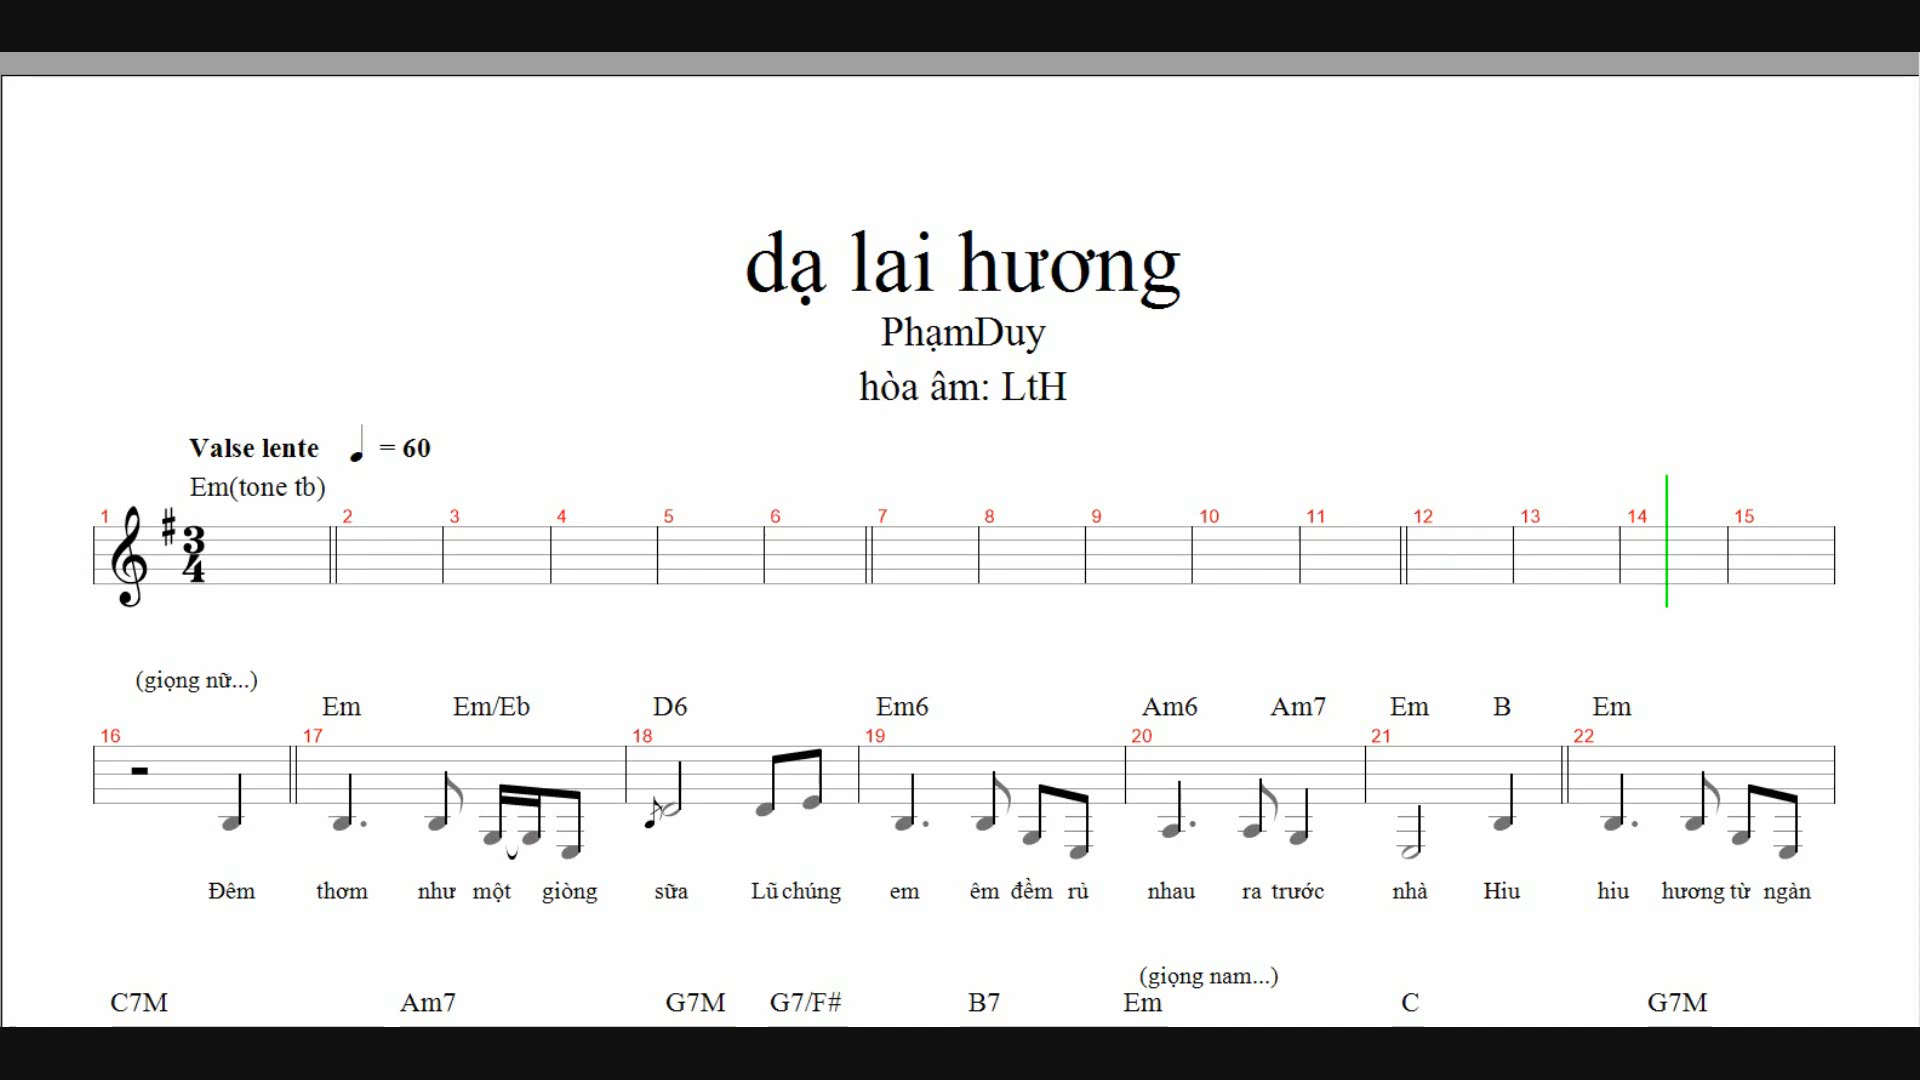 dạ lai hương
PhạmDuy
hòa âm: LtH
Valse lente = 60
Em(tone tb)
1 2 3 4 5 6 7 8 9 10 11 12 13 14 15
3
4
(giọng nữ...)
Em Em/Eb D6 Em6 Am6 Am7 Em B Em
16 17 18 19 20 21 22
Đêm thơm như một giòng sữa Lũ chúng em êm đềm rủ nhau ra trước nhà Hiu hiu hương từ ngàn
(giọng nam...)
C7M Am7 G7M G7/F# B7 Em C G7M